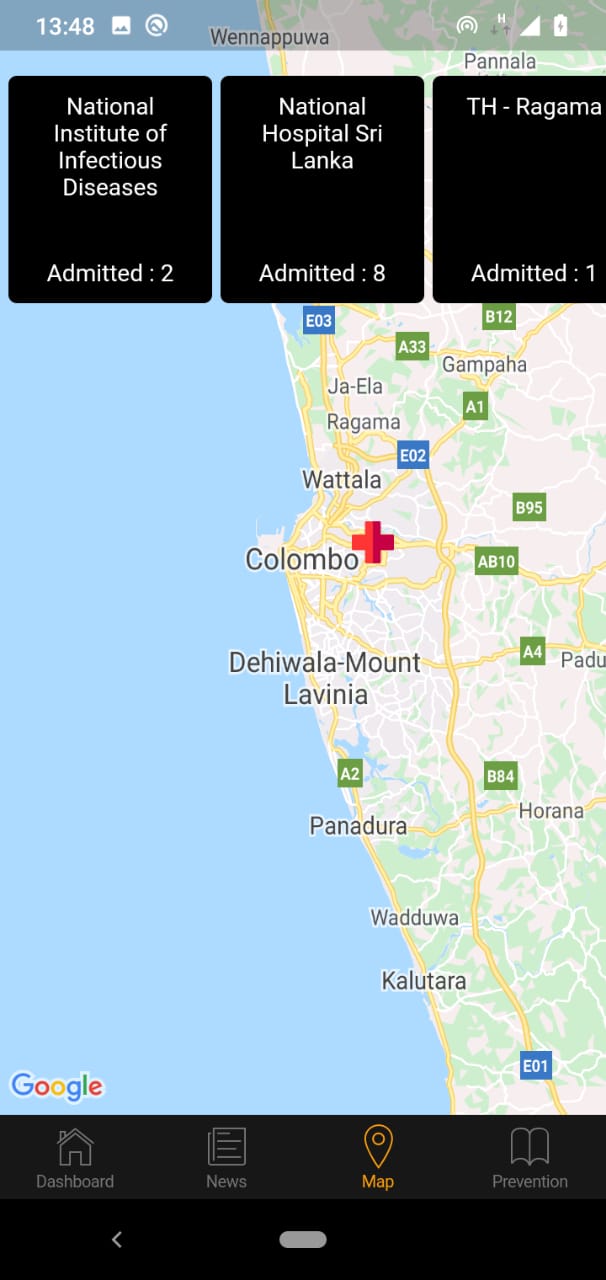 13:48
H
Wennappuwa
Pannala
National
Institute of
Infectious
Diseases
Admitted : 2
National
Hospital Sri
Lanka
Admitted : 8
TH - Ragama
Admitted : 1
E03
B12
A33
Gampaha
Ja-Ela
A1
Ragama
E02
Wattala
B95
Colombo
AB10
Dehiwala-Mount
Lavinia
A4
Padu
A2
B84
Horana
Panadura
Wadduwa
Kalutara
E01
Google
Dashboard
News
Map
Prevention